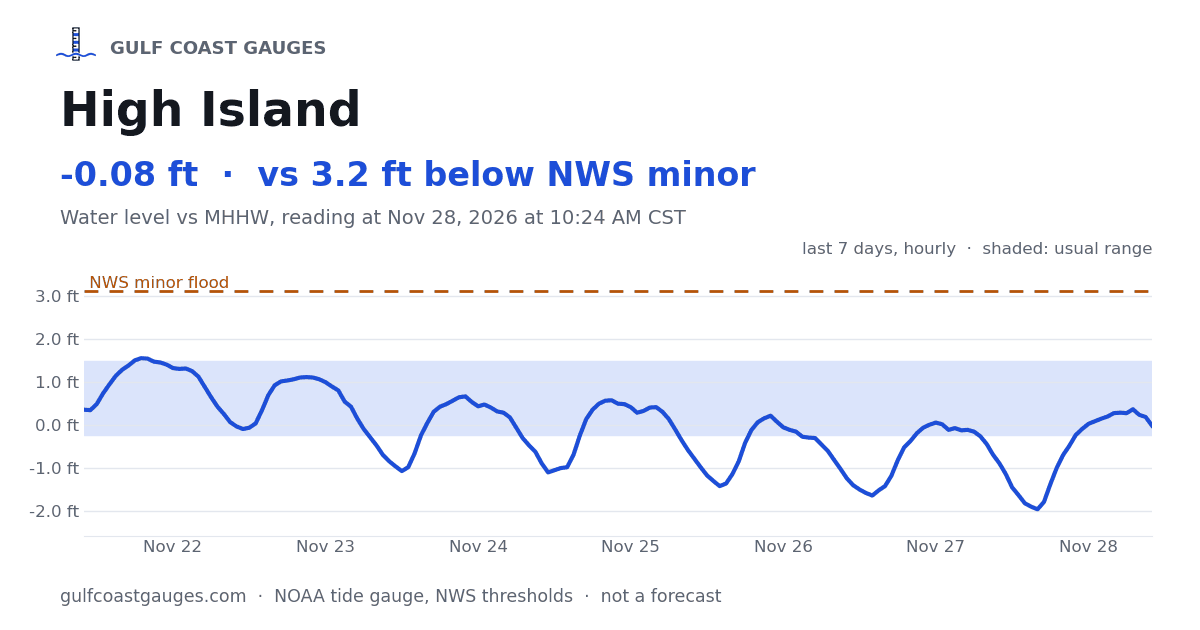 GULF COAST GAUGES
High Island
-0.08 ft · vs 3.2 ft below NWS minor
Water level vs MHHW, reading at Nov 28, 2026 at 10:24 AM CST
last 7 days, hourly · shaded: usual range
NWS minor flood
3.0 ft
2.0 ft
1.0 ft
0.0 ft
-1.0 ft
-2.0 ft
Nov 22 Nov 23 Nov 24 Nov 25 Nov 26 Nov 27 Nov 28
gulfcoastgauges.com · NOAA tide gauge, NWS thresholds · not a forecast